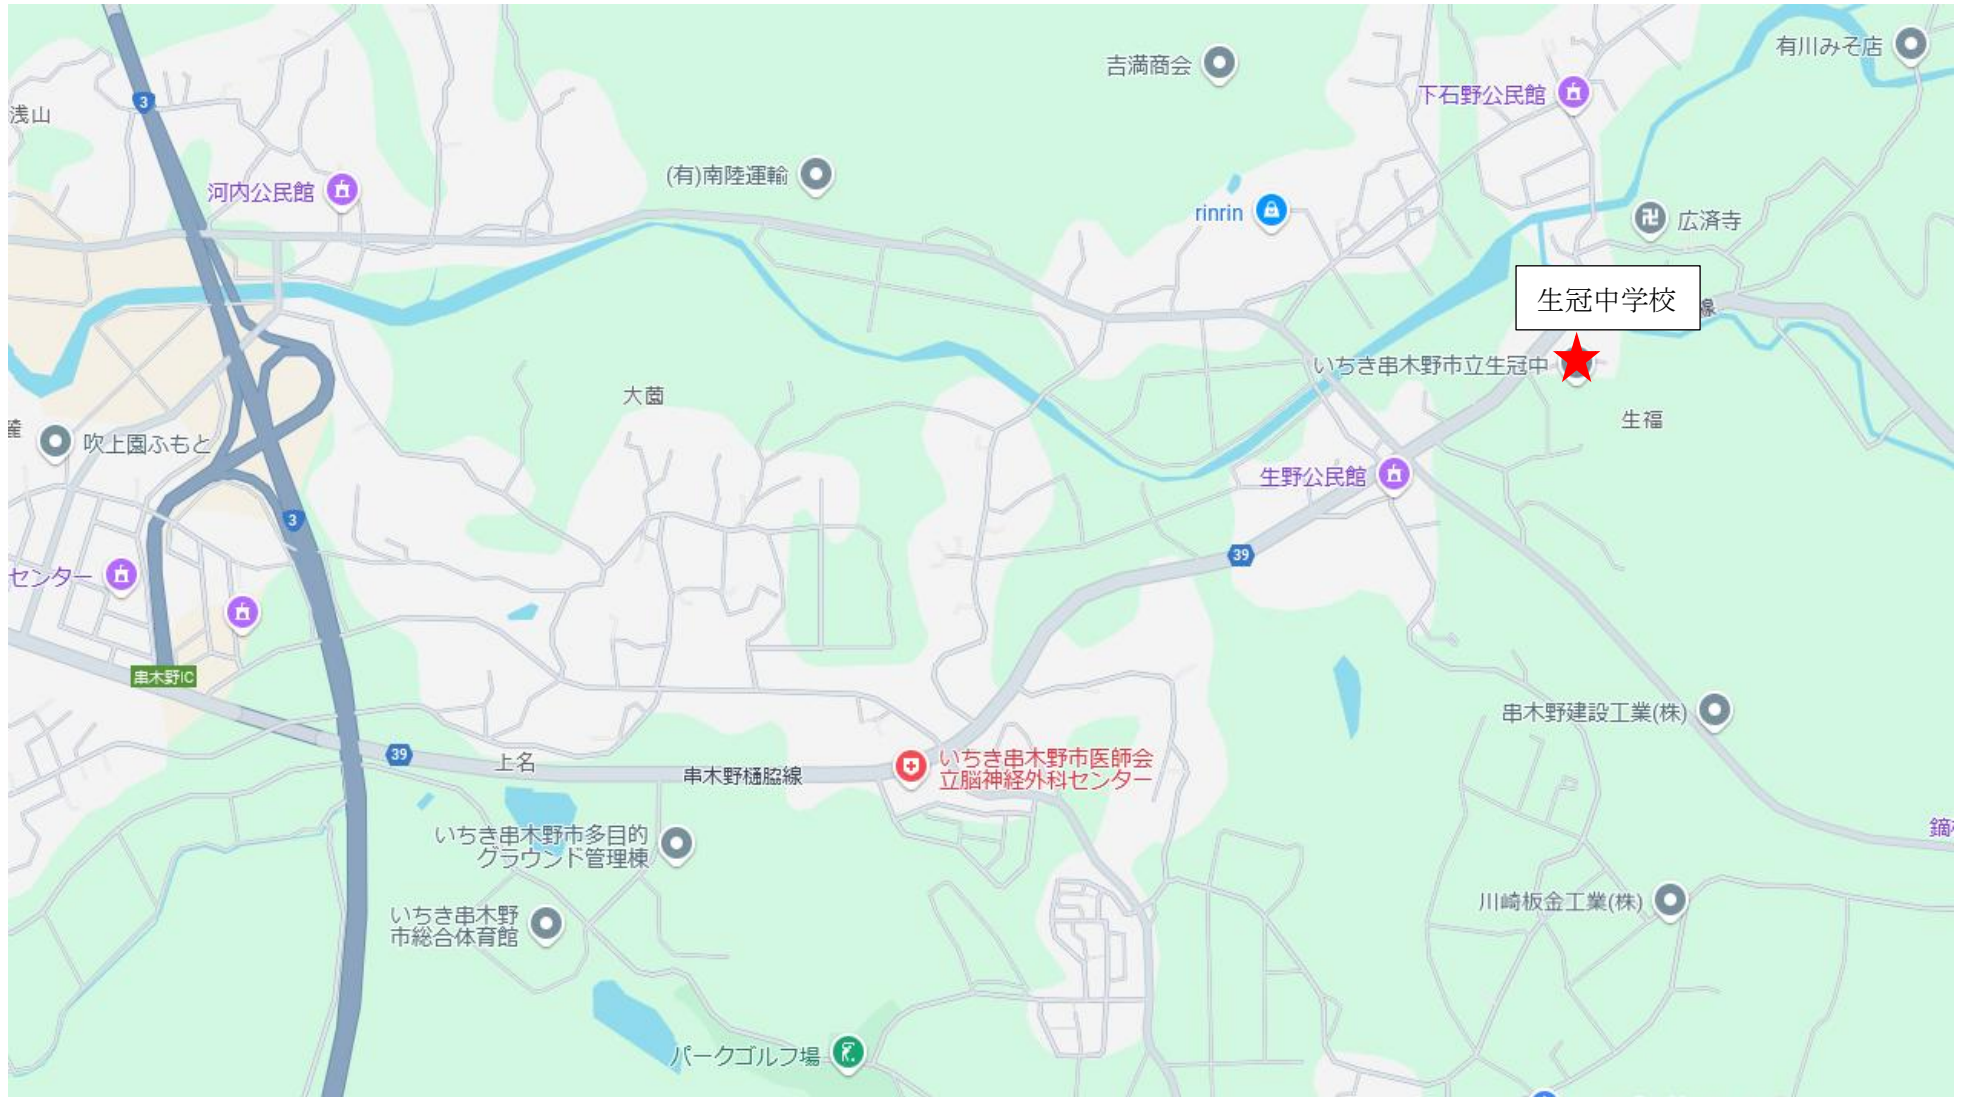 有川みそ店
吉満商会
下石野公民館
3
浅山
(有)南陸運輸
河内公民館
rinrin
卍
広済寺
生冠中学校
線
いちき串木野市立生冠中
大薗
生福
吹上園ふもと
生野公民館
3
39
センター
串木野IC
串木野建設工業(株)
39
上名
串木野樋脇線
いちき串木野市医師会
立脳神経外科センター
いちき串木野市多目的
グラウンド管理棟
川崎板金工業(株)
いちき串木野
市総合体育館
パークゴルフ場